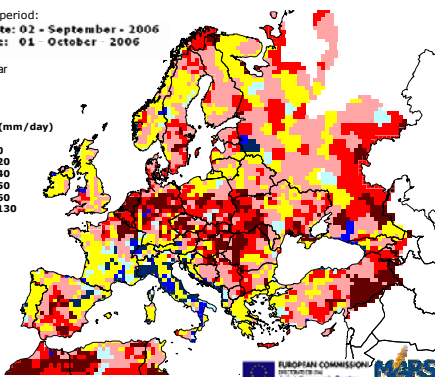 period:
te: 02 - September - 2006
: 01 - October - 2006
ar
(mm/day)
0
20
40
60
60
130
EUROPEAN COMMISSION
MARS